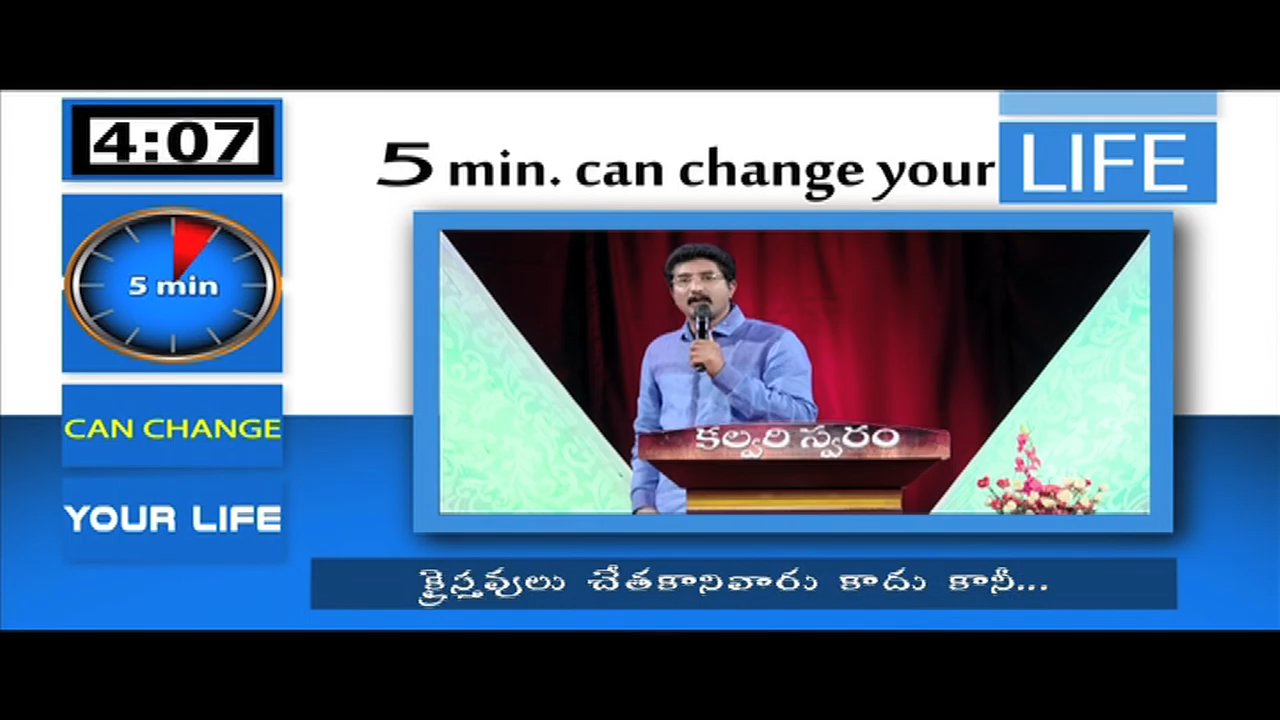 4:07
5 min. can change your LIFE
5 min
CAN CHANGE
YOUR LIFE
కల్వరి స్వరం
క్రైస్తవులు చేతకానివారు కాదు కానీ...